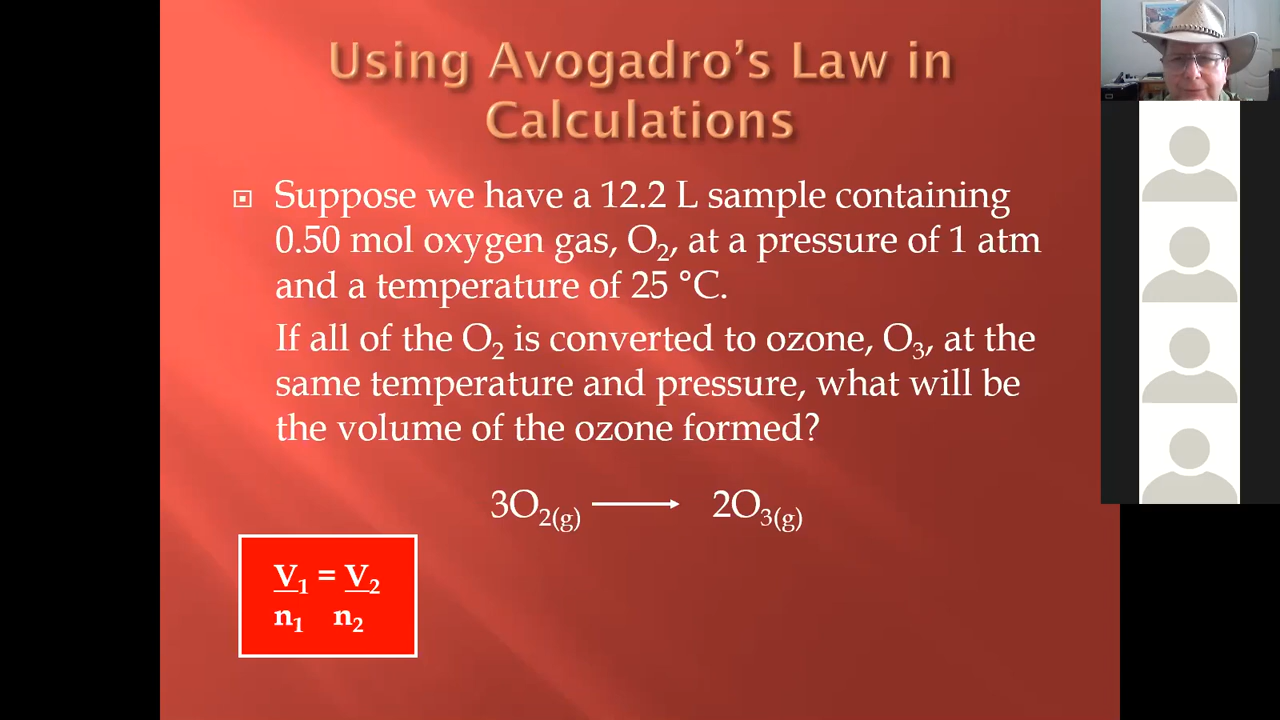 Using Avogadro's Law in
Calculations
Suppose we have a 12.2 L sample containing
0.50 mol oxygen gas, O₂, at a pressure of 1 atm
and a temperature of 25 °C.
If all of the O₂ is converted to ozone, O₃, at the
same temperature and pressure, what will be
the volume of the ozone formed?
3O₂(g) ⟶ 2O₃(g)
V₁ = V₂
n₁ n₂